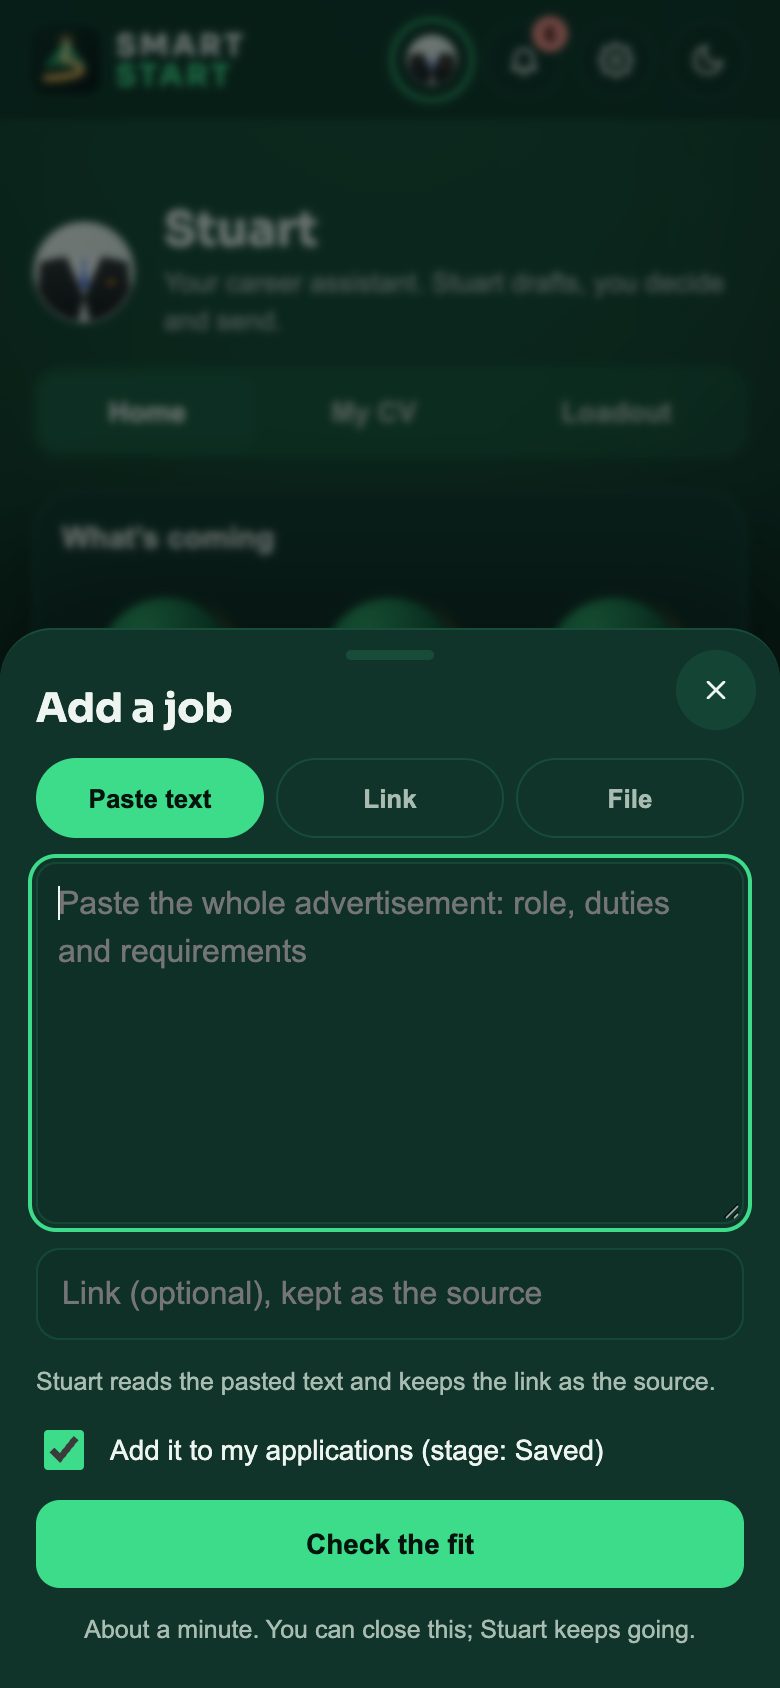 SMART
START
Stuart
Your career assistant. Stuart drafts, you decide
and send.
Home
My CV
Loadout
What's coming
Add a job
Paste text
Link
File
Paste the whole advertisement: role, duties
and requirements
Link (optional), kept as the source
Stuart reads the pasted text and keeps the link as the source.
Add it to my applications (stage: Saved)
Check the fit
About a minute. You can close this; Stuart keeps going.